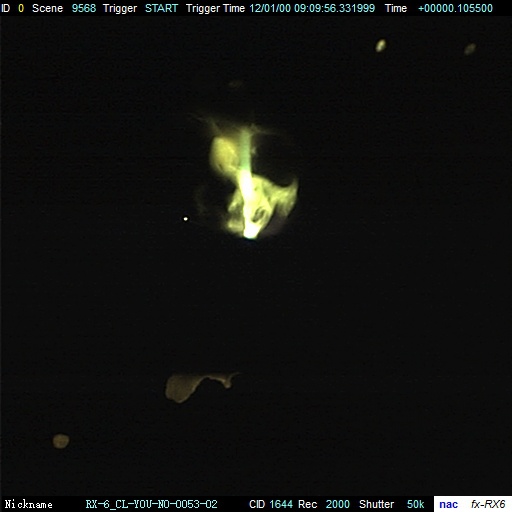 ID 0 Scene 9568 Trigger START Trigger Time 12/01/00 09:09:56.331999 Time +00000.105500
Nickname RX-6_CL-YOU-NO-0053-02 CID 1644 Rec 2000 Shutter 50k nac fx-RX6